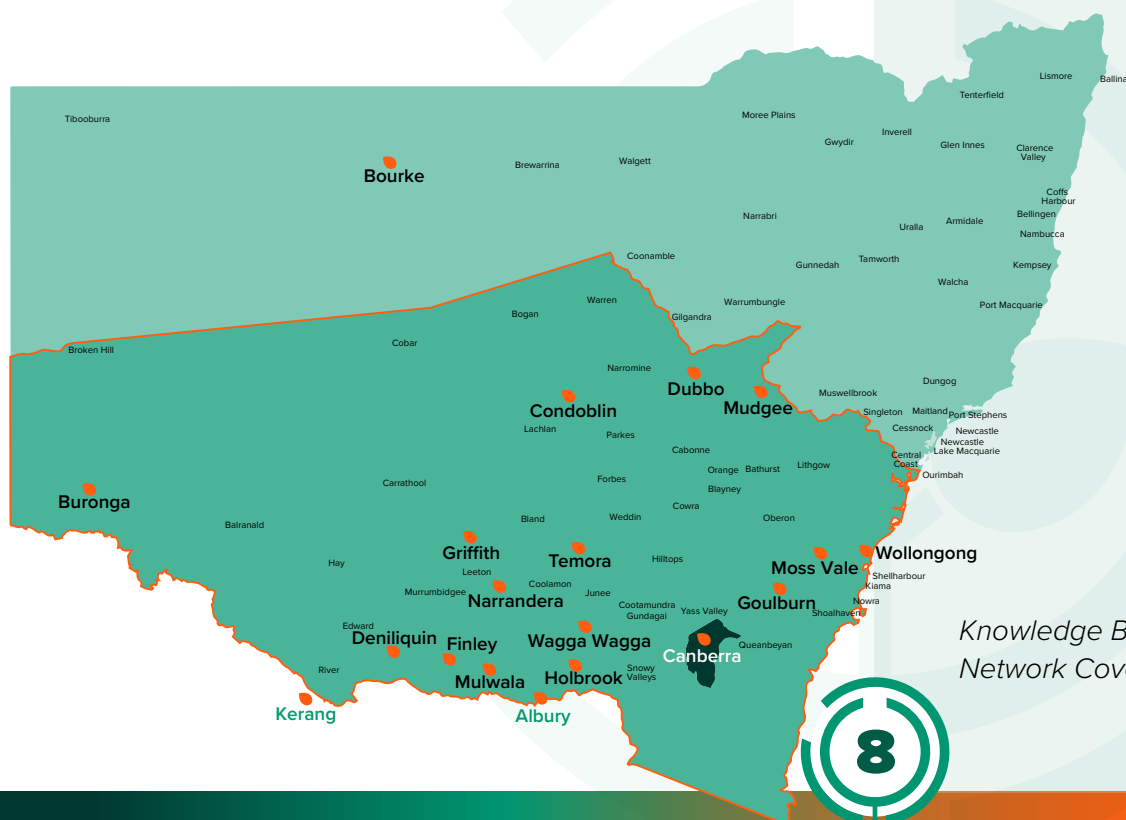 Lismore
Ballina
Tenterfield
Tibooburra
Moree Plains
Inverell
Gwydir
Glen Innes
Clarence
Valley
Bourke
Brewarrina
Walgett
Coffs
Harbour
Narrabri
Bellingen
Armidale
Uralla
Nambucca
Coonamble
Gunnedah
Tamworth
Kempsey
Walcha
Warren
Warrumbungle
Port Macquarie
Bogan
Gilgandra
Cobar
Broken Hill
Narromine
Dubbo
Dungog
Muswellbrook
Condoblin
Mudgee
Singleton
Maitland
Port Stephens
Lachlan
Parkes
Cessnock
Newcastle
Newcastle
Lake Macquarie
Cabonne
Central
Coast
Orange
Bathurst
Lithgow
Ourimbah
Carrathool
Forbes
Blayney
Buronga
Cowra
Balranald
Bland
Weddin
Oberon
Griffith
Temora
Hilltops
Moss Vale
Wollongong
Hay
Leeton
Shellharbour
Kiama
Murrumbidgee
Narrandera
Coolamon
Junee
Cootamundra
Gundagai
Yass Valley
Goulburn
Nowra
Shoalhaven
Edward
Deniliquin
Finley
Wagga Wagga
Canberra
Queanbeyan
River
Mulwala
Holbrook
Snowy
Valleys
Kerang
Albury
Knowledge B
Network Cov
8